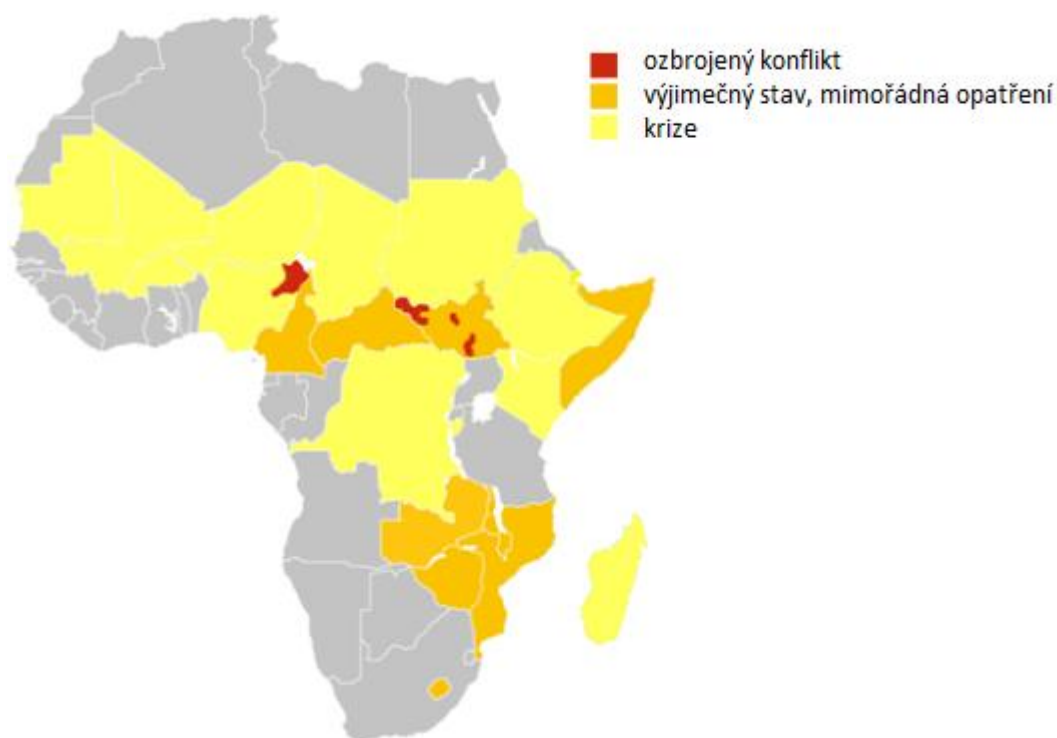 ozbrojený konflikt
výjimečný stav, mimořádná opatření
krize